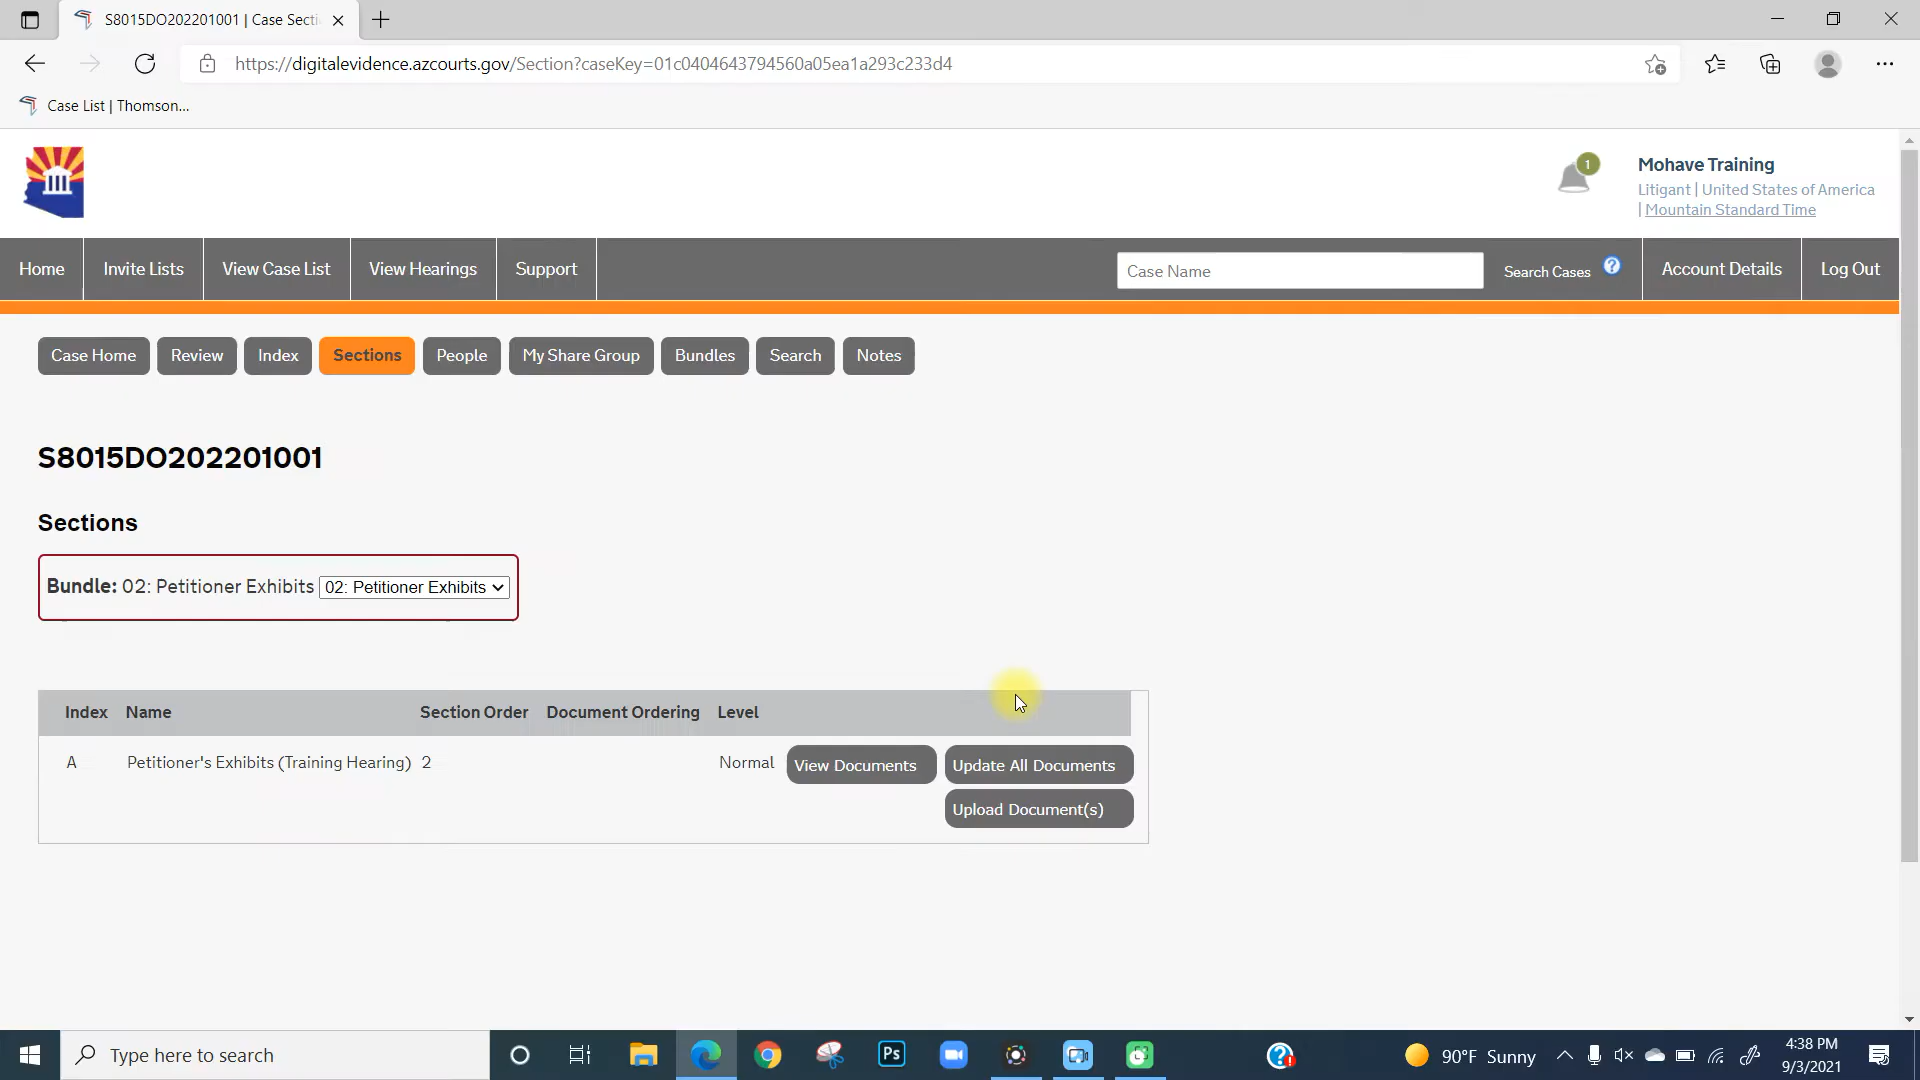 S8015DO202201001 | Case Secti
https://digitalevidence.azcourts.gov/Section?caseKey=01c0404643794560a05ea1a293c233d4
Case List | Thomson...
1
Mohave Training
Litigant | United States of America
| Mountain Standard Time
Home
Invite Lists
View Case List
View Hearings
Support
Case Name
Search Cases
?
Account Details
Log Out
Case Home
Review
Index
Sections
People
My Share Group
Bundles
Search
Notes
S8015DO202201001
Sections
Bundle: 02: Petitioner Exhibits 02: Petitioner Exhibits
Index Name Section Order Document Ordering Level
A Petitioner's Exhibits (Training Hearing) 2 Normal View Documents Update All Documents
Upload Document(s)
Type here to search
Ps
?
90°F Sunny
4:38 PM
9/3/2021